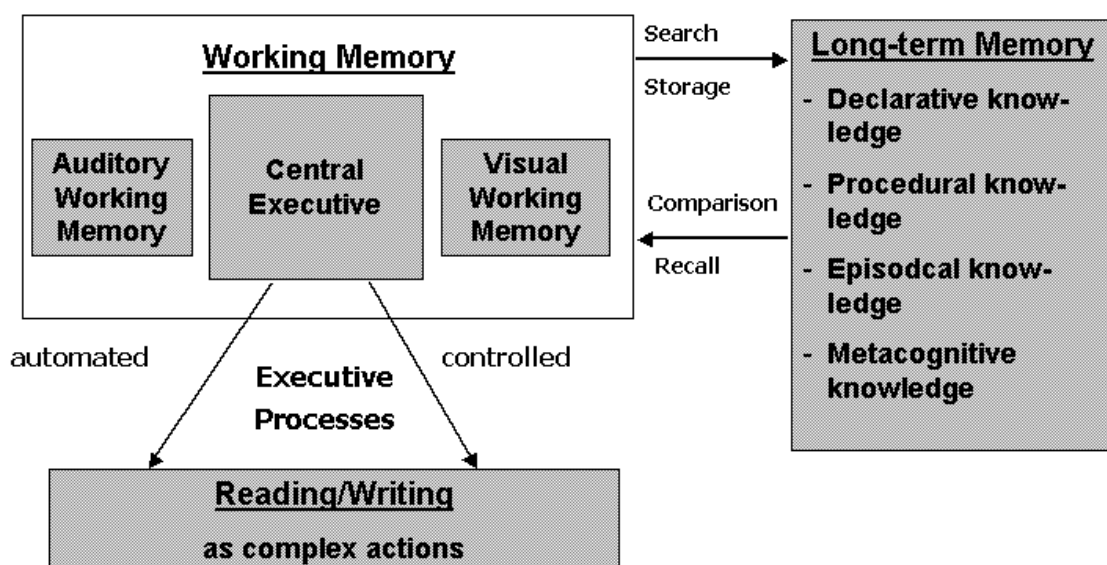 Working Memory
Auditory
Working
Memory
Central
Executive
Visual
Working
Memory
Search
Storage
Comparison
Recall
Long-term Memory
- Declarative know-
ledge
- Procedural know-
ledge
- Episodcal know-
ledge
- Metacognitive
knowledge
automated
controlled
Executive
Processes
Reading/Writing
as complex actions